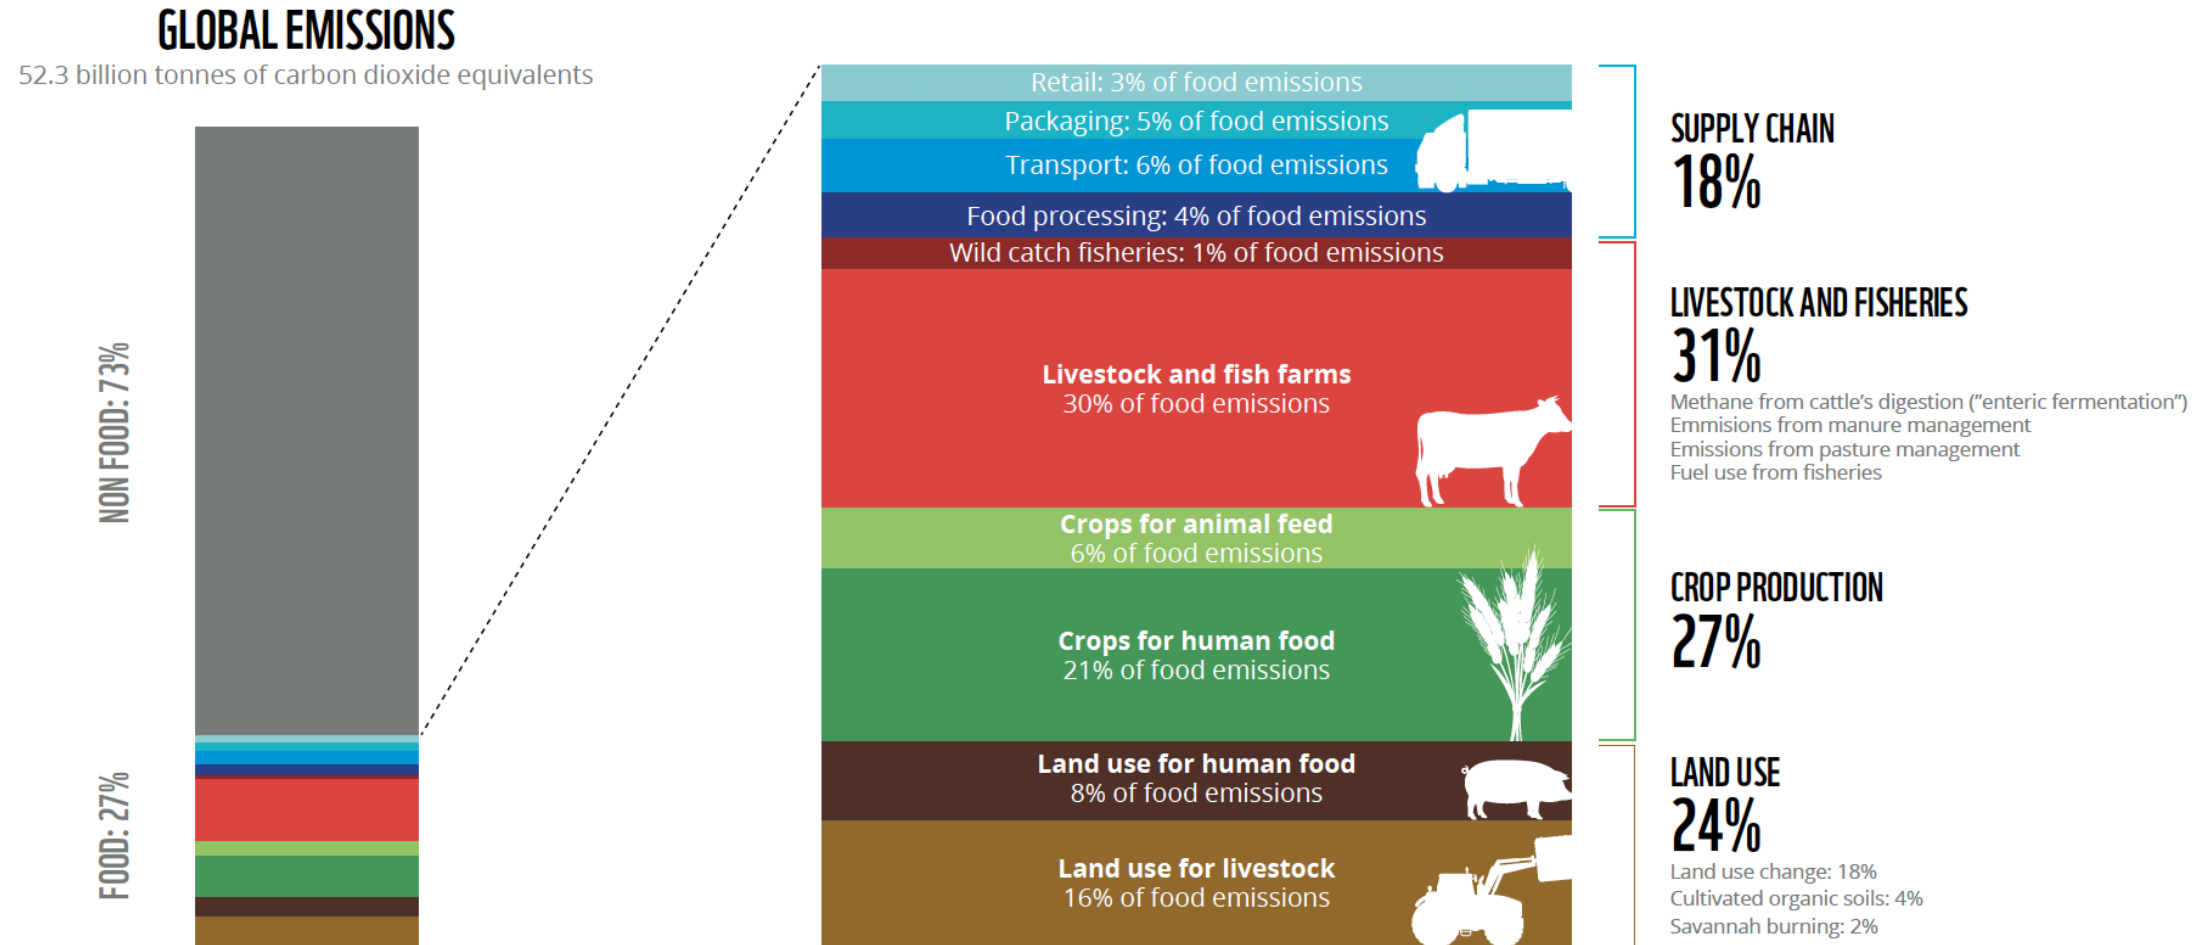 GLOBAL EMISSIONS
52.3 billion tonnes of carbon dioxide equivalents
NON FOOD: 73%
FOOD: 27%
Retail: 3% of food emissions
Packaging: 5% of food emissions
Transport: 6% of food emissions
Food processing: 4% of food emissions
Wild catch fisheries: 1% of food emissions
Livestock and fish farms
30% of food emissions
Crops for animal feed
6% of food emissions
Crops for human food
21% of food emissions
Land use for human food
8% of food emissions
Land use for livestock
16% of food emissions
SUPPLY CHAIN
18%
LIVESTOCK AND FISHERIES
31%
Methane from cattle's digestion ("enteric fermentation")
Emmisions from manure management
Emissions from pasture management
Fuel use from fisheries
CROP PRODUCTION
27%
LAND USE
24%
Land use change: 18%
Cultivated organic soils: 4%
Savannah burning: 2%